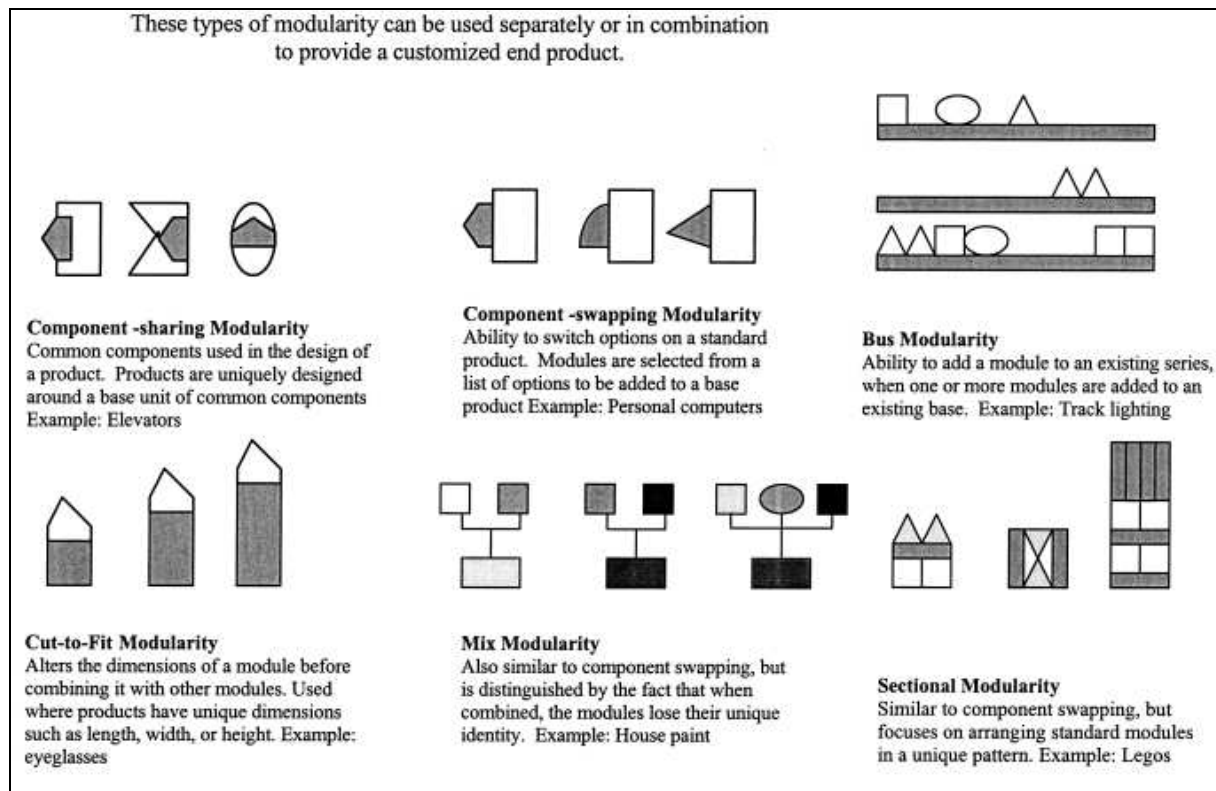 These types of modularity can be used separately or in combination
to provide a customized end product.
Component -sharing Modularity
Common components used in the design of
a product. Products are uniquely designed
around a base unit of common components
Example: Elevators
Component -swapping Modularity
Ability to switch options on a standard
product. Modules are selected from a
list of options to be added to a base
product Example: Personal computers
Bus Modularity
Ability to add a module to an existing series,
when one or more modules are added to an
existing base. Example: Track lighting
Cut-to-Fit Modularity
Alters the dimensions of a module before
combining it with other modules. Used
where products have unique dimensions
such as length, width, or height. Example:
eyeglasses
Mix Modularity
Also similar to component swapping, but
is distinguished by the fact that when
combined, the modules lose their unique
identity. Example: House paint
Sectional Modularity
Similar to component swapping, but
focuses on arranging standard modules
in a unique pattern. Example: Legos